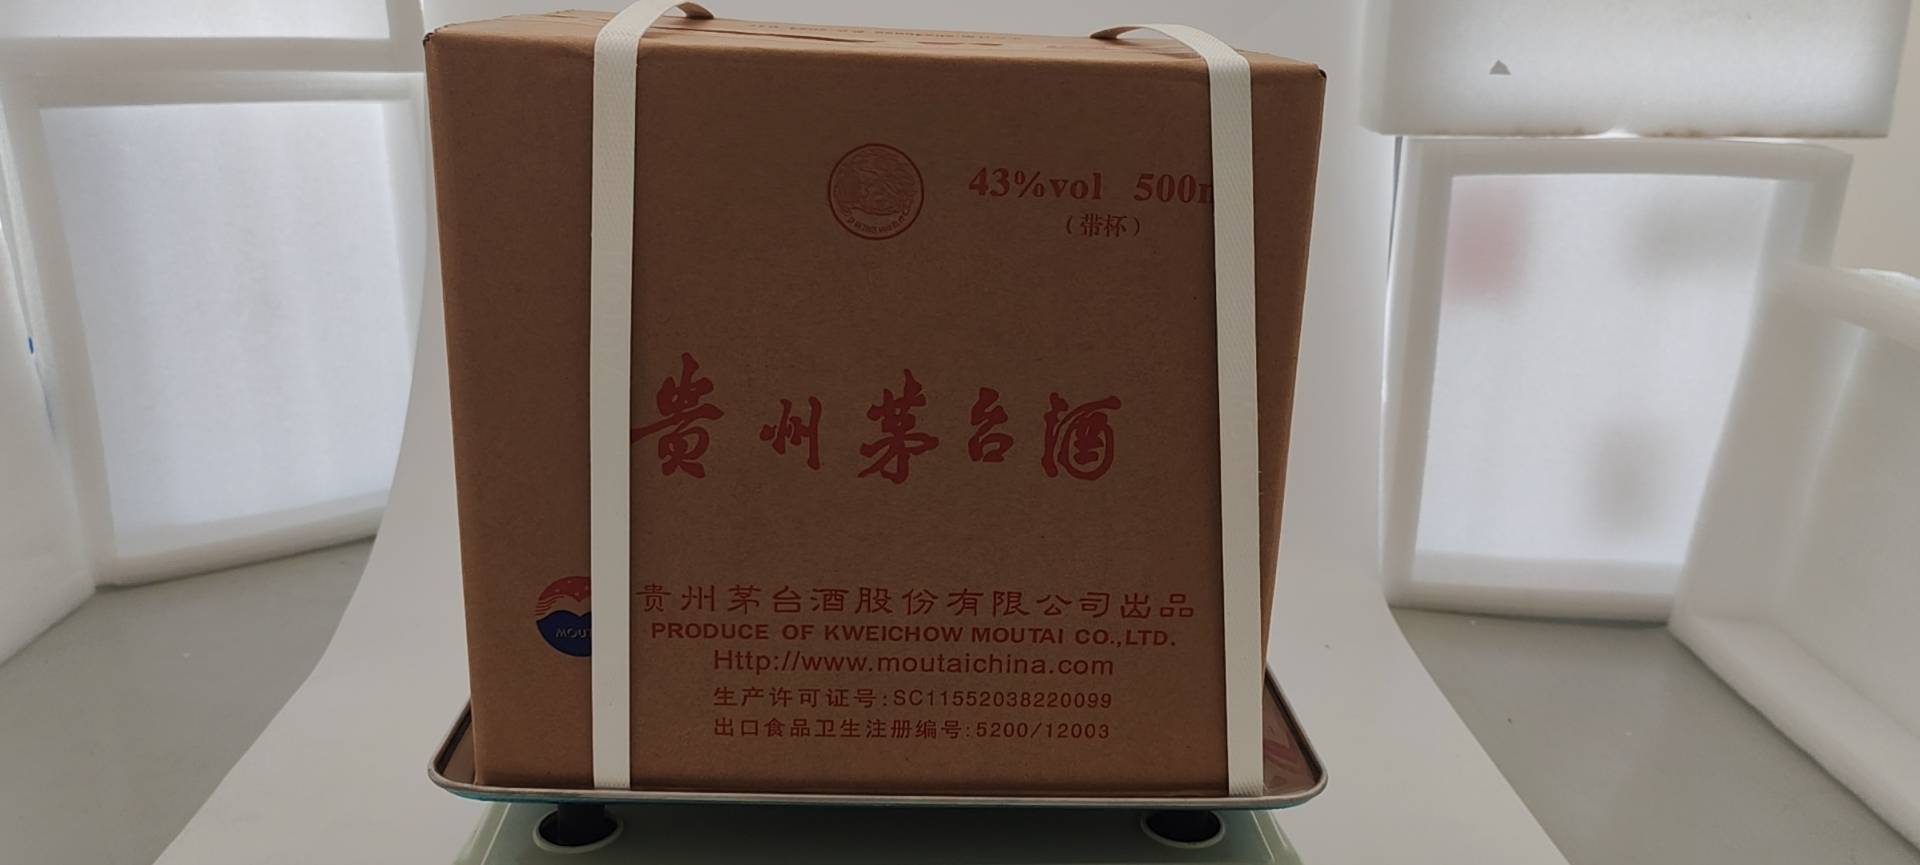 43%vol 500m
（带杯）
贵州茅台酒
MOUT
贵州茅台酒股份有限公司出品
PRODUCE OF KWEICHOW MOUTAI CO.,LTD.
Http://www.moutaichina.com
生产许可证号:SC11552038220099
出口食品卫生注册编号:5200/12003